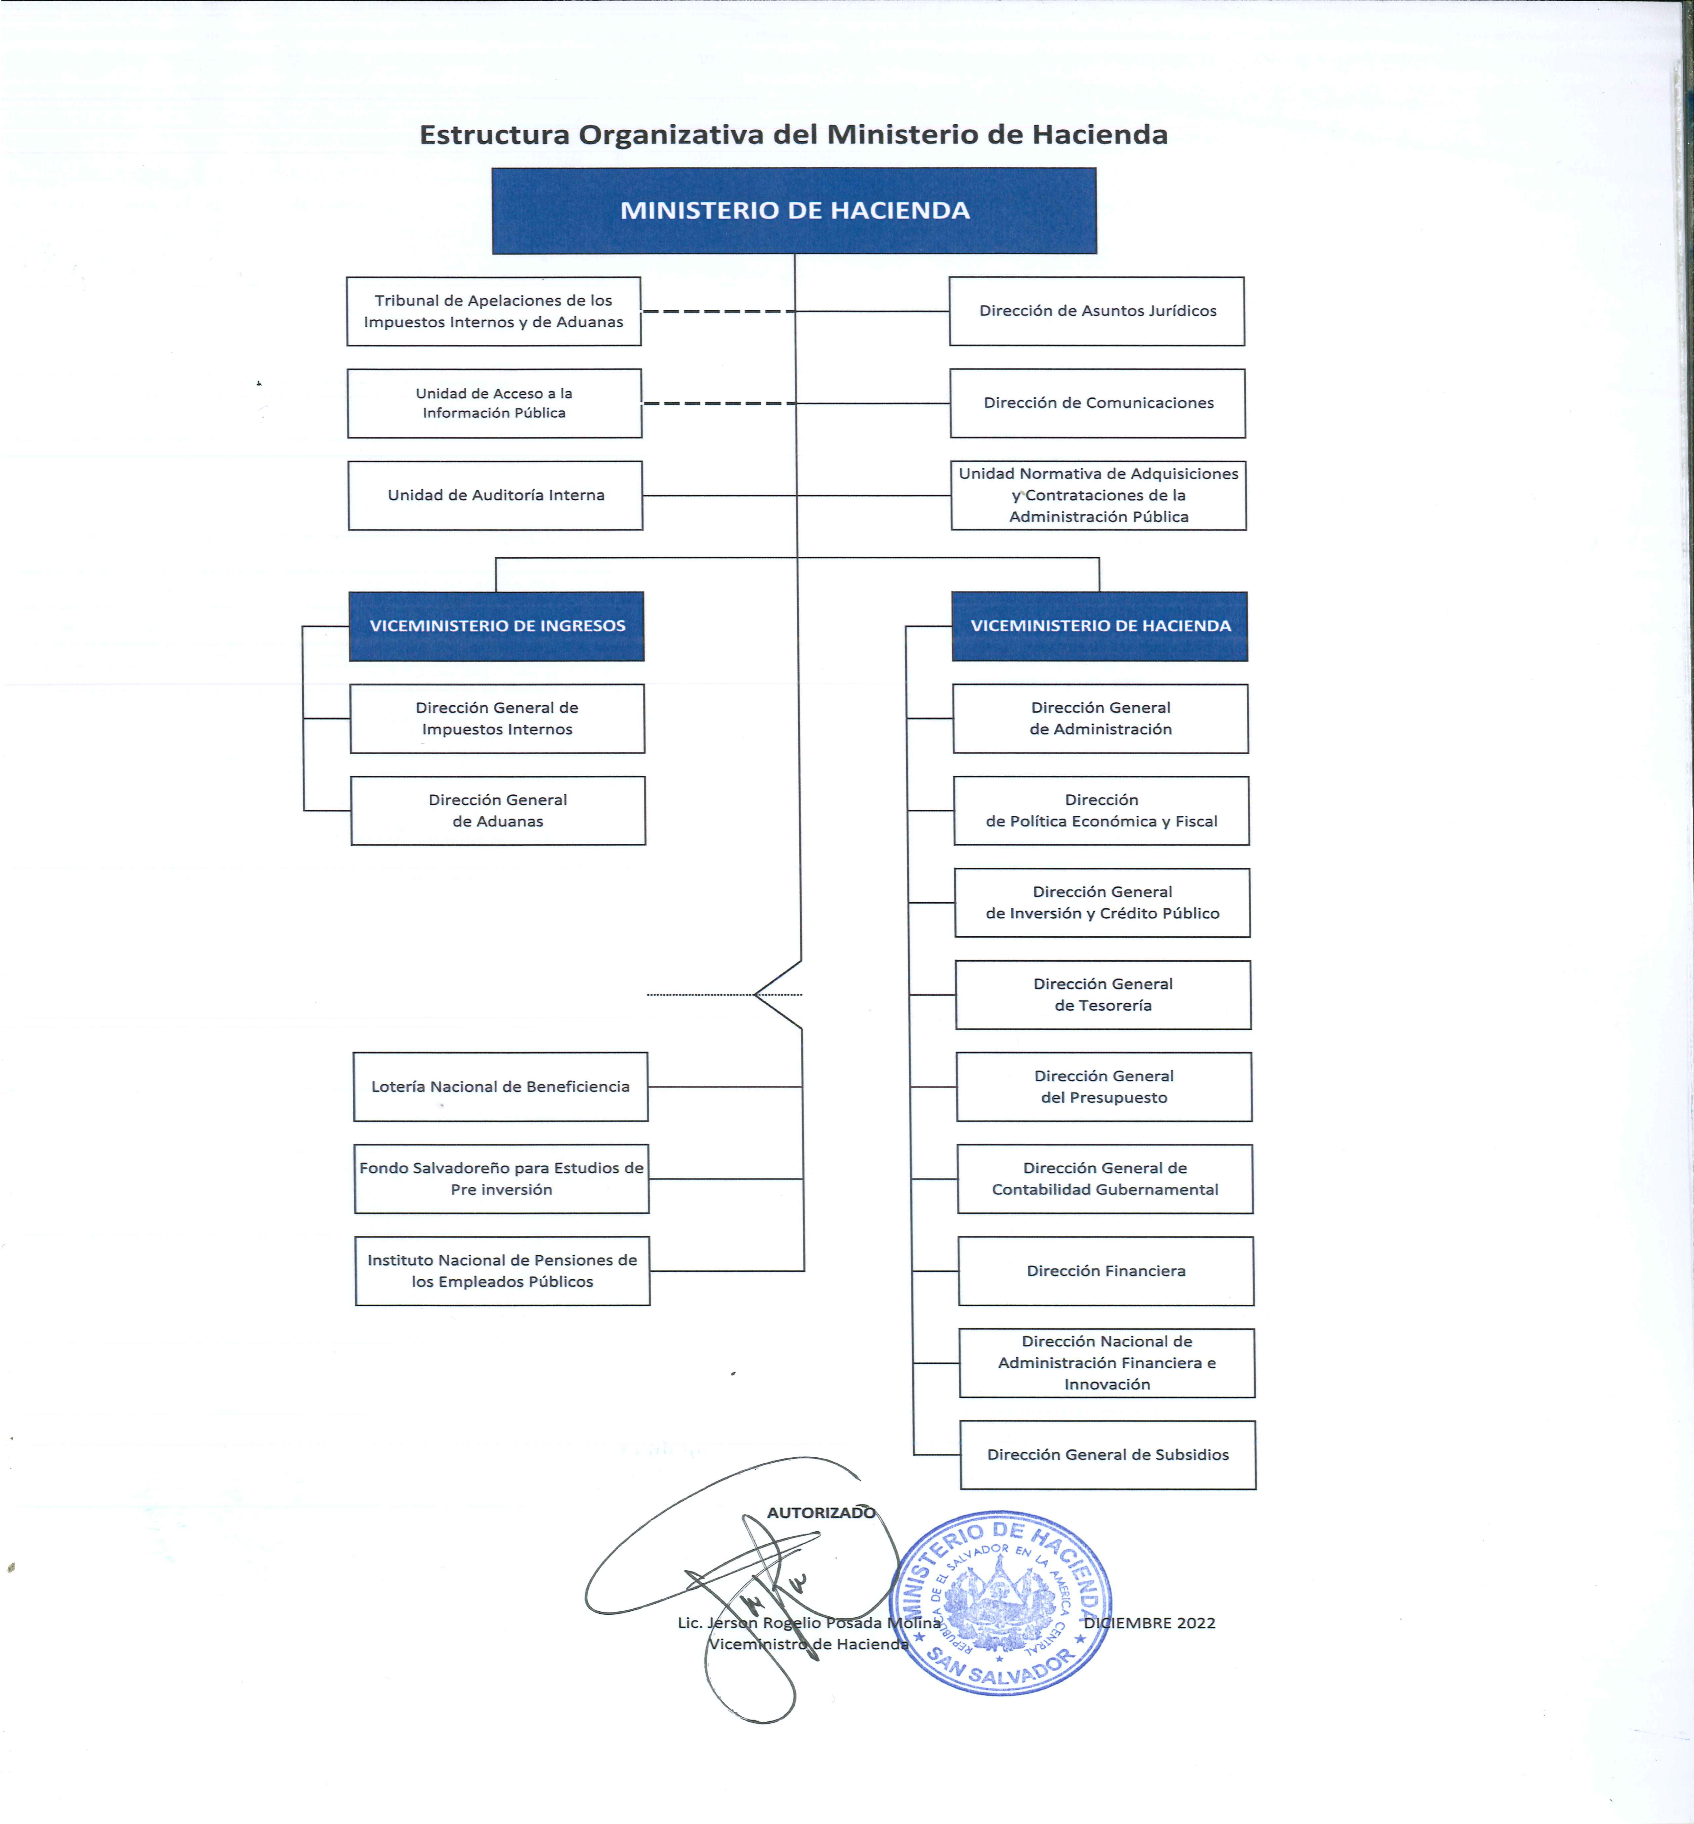 Estructura Organizativa del Ministerio de Hacienda
MINISTERIO DE HACIENDA
Tribunal de Apelaciones de los
Impuestos Internos y de Aduanas
Dirección de Asuntos Jurídicos
Unidad de Acceso a la
Información Pública
Dirección de Comunicaciones
Unidad de Auditoría Interna
Unidad Normativa de Adquisiciones
y Contrataciones de la
Administración Pública
VICEMINISTERIO DE INGRESOS
Dirección General de
Impuestos Internos
Dirección General
de Aduanas
VICEMINISTERIO DE HACIENDA
Dirección General
de Administración
Dirección
de Política Económica y Fiscal
Dirección General
de Inversión y Crédito Público
Dirección General
de Tesorería
Dirección General
del Presupuesto
Dirección General de
Contabilidad Gubernamental
Dirección Financiera
Dirección Nacional de
Administración Financiera e
Innovación
Dirección General de Subsidios
Lotería Nacional de Beneficiencia
Fondo Salvadoreño para Estudios de
Pre inversión
Instituto Nacional de Pensiones de
los Empleados Públicos
AUTORIZADO
Lic. Jerson Rogelio Posada Molina
Viceministro de Hacienda
MINISTERIO DE HACIENDA
REPUBLICA DE EL SALVADOR EN LA AMERICA CENTRAL
SAN SALVADOR
DICIEMBRE 2022